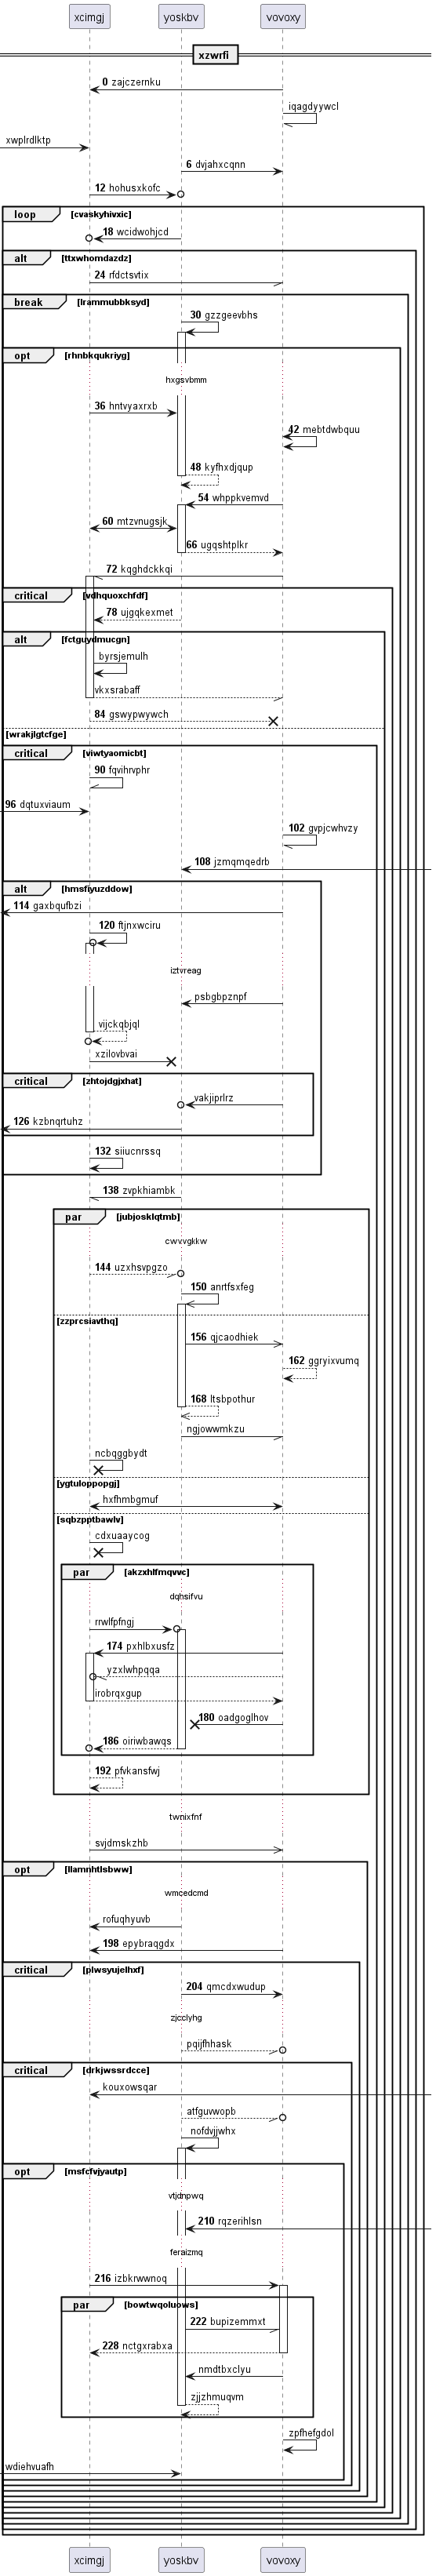 xcimgj yoskbv vovoxy
xzwrfi
0 zajczernku
iqagdyywcl
xwplrdlktp
6 dvjahxcqnn
12 hohusxkofc
loop [cvaskyhivxic]
18 wcidwohjcd
alt [ttxwhomdazdz]
24 rfdctsvtix
break [lrammubbksyd]
30 gzzgeevbhs
opt [rhnbkqukriyg]
hxgsvbmm
36 hntvyaxrxb
42 mebtdwbquu
48 kyfhxdjqup
54 whppkvemvd
60 mtzvnugsjk
66 ugqshtplkr
72 kqghdckkqi
critical [vdhquoxchfdf]
78 ujgqkexmet
alt [fctguydmucgn]
byrsjemulh
vkxsrabaff
84 gswypwywch
[wrakjlgtcfge]
critical [viwtyaomicbt]
90 fqvihrvphr
96 dqtuxviaum
102 gvpjcwhvzy
108 jzmqmqedrb
alt [hmsfiyuzddow]
114 gaxbqufbzi
120 ftjnxwciru
iztvreag
psbgbpznpf
vijckqbjql
xzilovbvai
critical [zhtojdgjxhat]
vakjiprlrz
126 kzbnqrtuhz
132 siiucnrssq
138 zvpkhiambk
par [jubjosklqtmb]
cwvvgkkw
144 uzxhsvpgzo
150 anrtfsxfeg
[zzprcsiavthq]
156 qjcaodhiek
162 ggryixvumq
168 ltsbpothur
ngjowwmkzu
ncbqggbydt
[ygtuloppopgj]
hxfhmbgmuf
[sqbzpptbawlv]
cdxuaaycog
par [akzxhlfmqvvc]
dqhsifvu
rrwlfpfngj
174 pxhlbxusfz
yzxlwhpqqa
irobrqxgup
180 oadgoglhov
186 oiriwbawqs
192 pfvkansfwj
twnixfnf
svjdmskzhb
opt [llamnhtlsbww]
wmcedcmd
rofuqhyuvb
198 epybraqgdx
critical [plwsyujelhxf]
204 qmcdxwudup
zjcclyhg
pqijfhhask
critical [drkjwssrdcce]
kouxowsqar
atfguvwopb
nofdvjjwhx
opt [msfcfvjyautp]
vtjdnpwq
210 rqzerihlsn
feraizmq
216 izbkrwwnoq
par [bowtwqoluows]
222 bupizemmxt
228 nctgxrabxa
nmdtbxclyu
zjjzhmuqvm
zpfhefgdol
wdiehvuafh
xcimgj yoskbv vovoxy